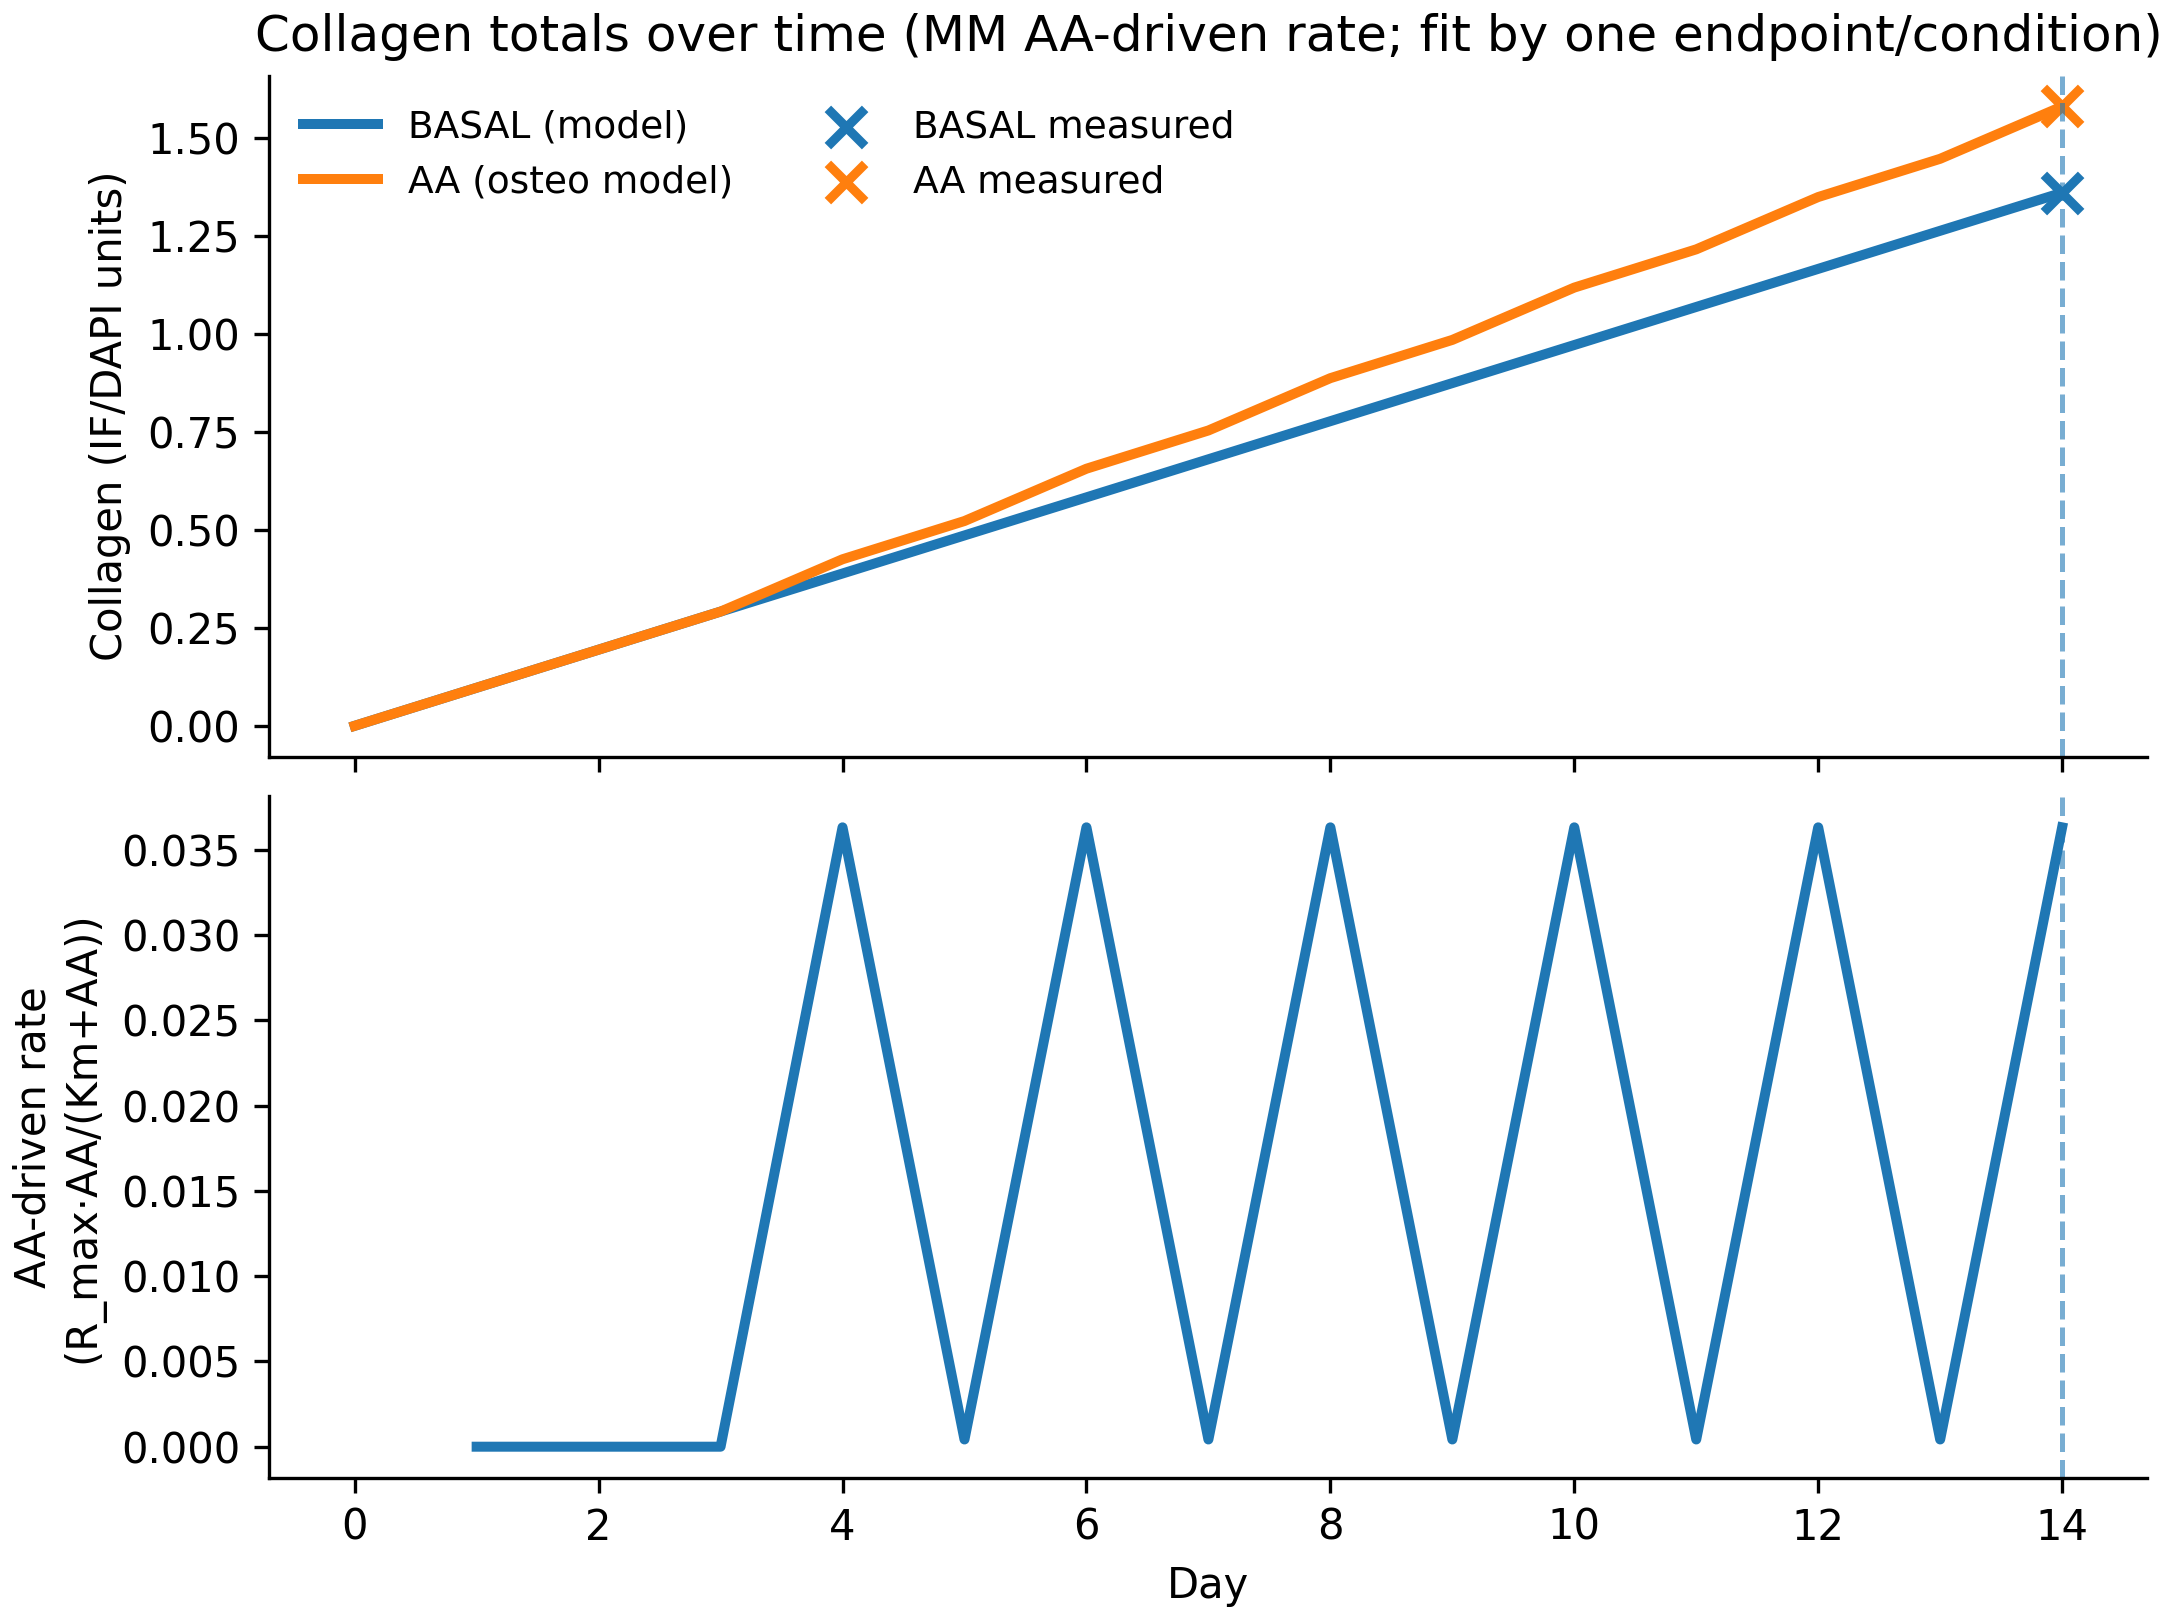 Collagen totals over time (MM AA-driven rate; fit by one endpoint/condition)
BASAL (model)
AA (osteo model)
BASAL measured
AA measured
Collagen (IF/DAPI units)
1.50
1.25
1.00
0.75
0.50
0.25
0.00
AA-driven rate
(R_max·AA/(Km+AA))
0.035
0.030
0.025
0.020
0.015
0.010
0.005
0.000
0 2 4 6 8 10 12 14
Day